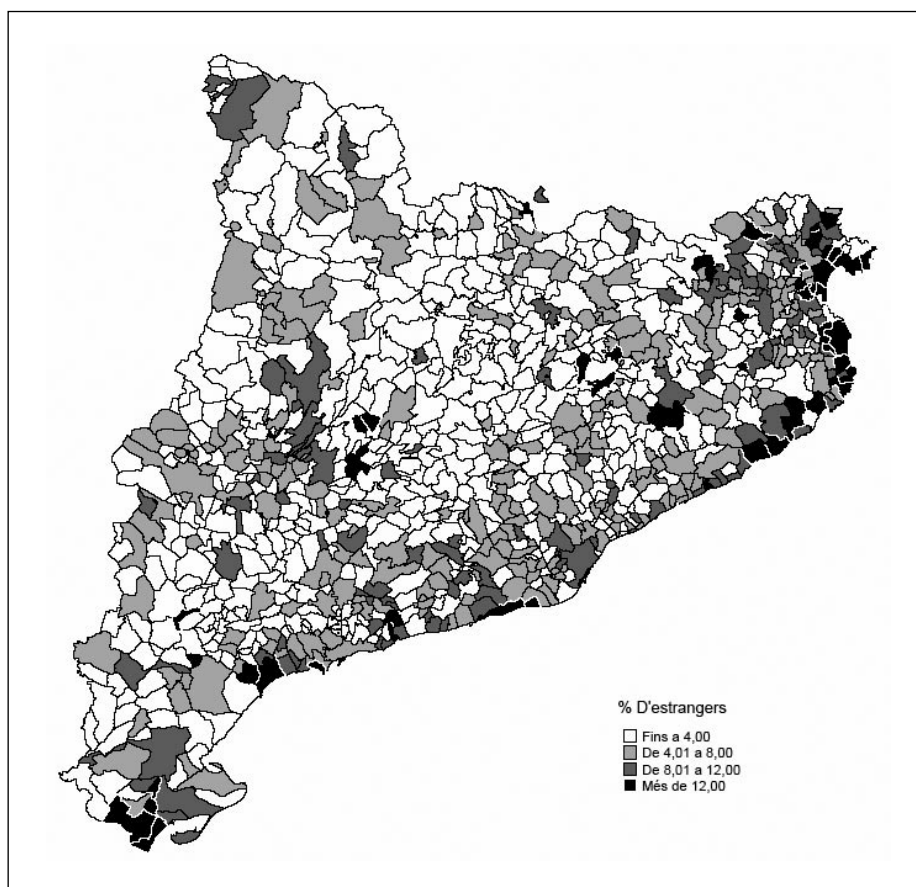 % D'estrangers
Fins a 4,00
De 4,01 a 8,00
De 8,01 a 12,00
Més de 12,00